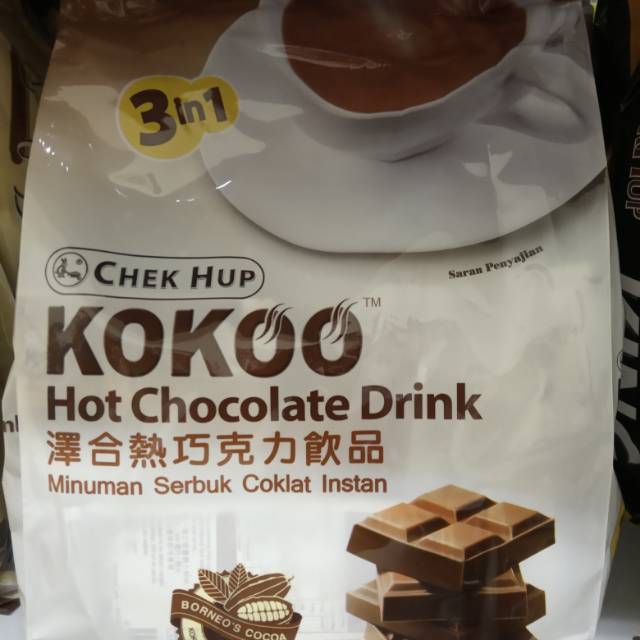 3in1
Saran Penyajian
CHEK HUP
KOKOO™
Hot Chocolate Drink
澤合熱巧克力飲品
Minuman Serbuk Coklat Instan
BORNEO'S COCOA